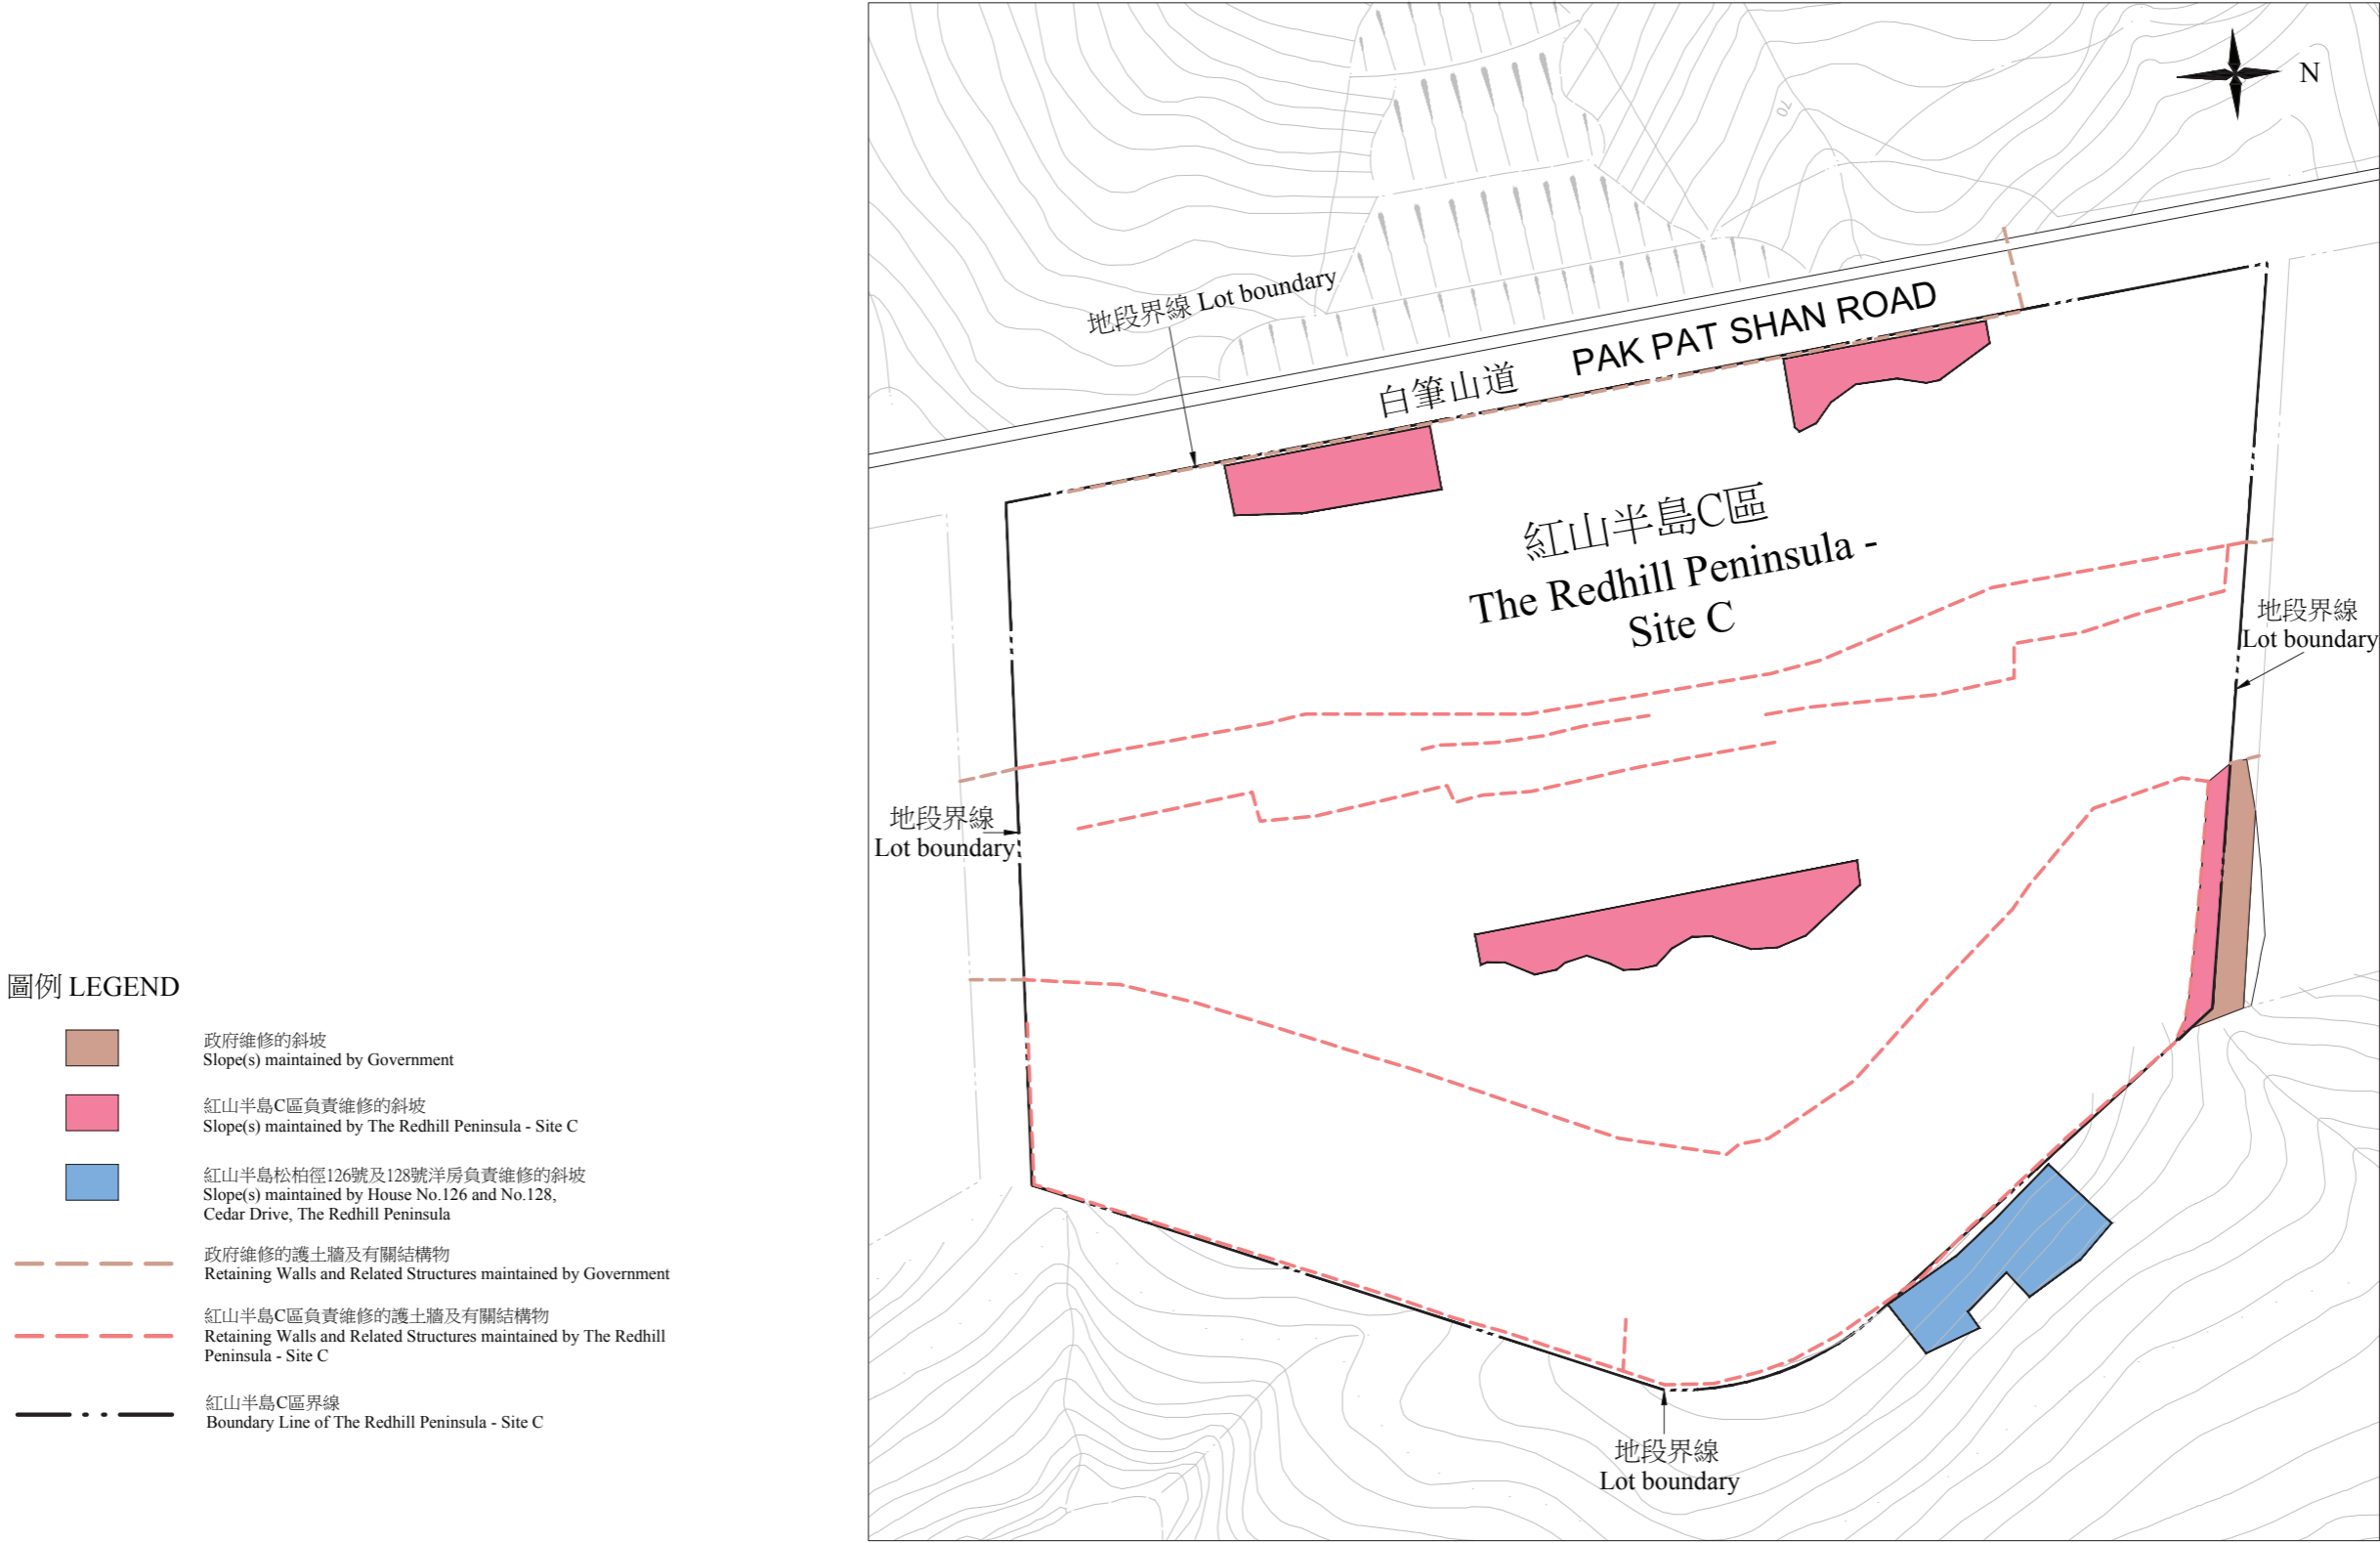 N
70
地段界線 Lot boundary
白筆山道 PAK PAT SHAN ROAD
紅山半島C區
The Redhill Peninsula -
Site C
地段界線
Lot boundary
地段界線
Lot boundary
地段界線
Lot boundary
圖例 LEGEND
政府維修的斜坡
Slope(s) maintained by Government
紅山半島C區負責維修的斜坡
Slope(s) maintained by The Redhill Peninsula - Site C
紅山半島松柏徑126號及128號洋房負責維修的斜坡
Slope(s) maintained by House No.126 and No.128,
Cedar Drive, The Redhill Peninsula
政府維修的護土牆及有關結構物
Retaining Walls and Related Structures maintained by Government
紅山半島C區負責維修的護土牆及有關結構物
Retaining Walls and Related Structures maintained by The Redhill
Peninsula - Site C
紅山半島C區界線
Boundary Line of The Redhill Peninsula - Site C